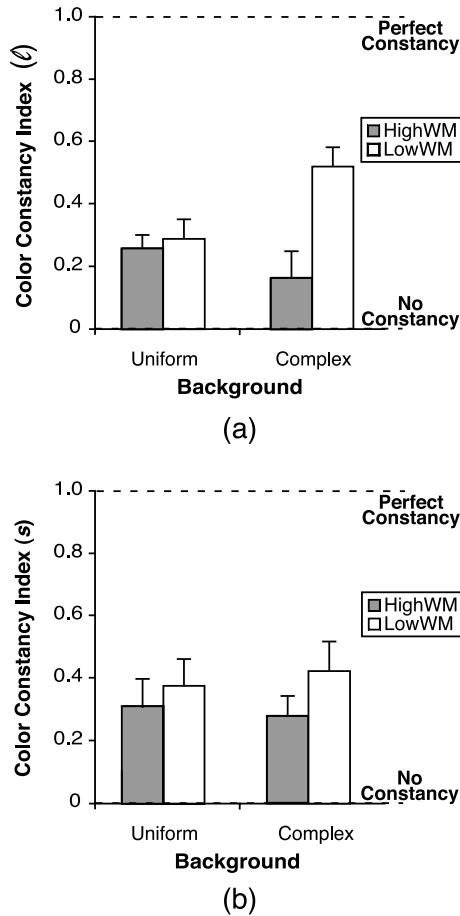 1.0
Perfect
Constancy
0.8
Color Constancy Index (ℓ)
0.6
HighWM
LowWM
0.4
0.2
No
Constancy
0
Uniform
Complex
Background
(a)
1.0
Perfect
Constancy
0.8
Color Constancy Index (s)
0.6
HighWM
LowWM
0.4
0.2
No
Constancy
0
Uniform
Complex
Background
(b)